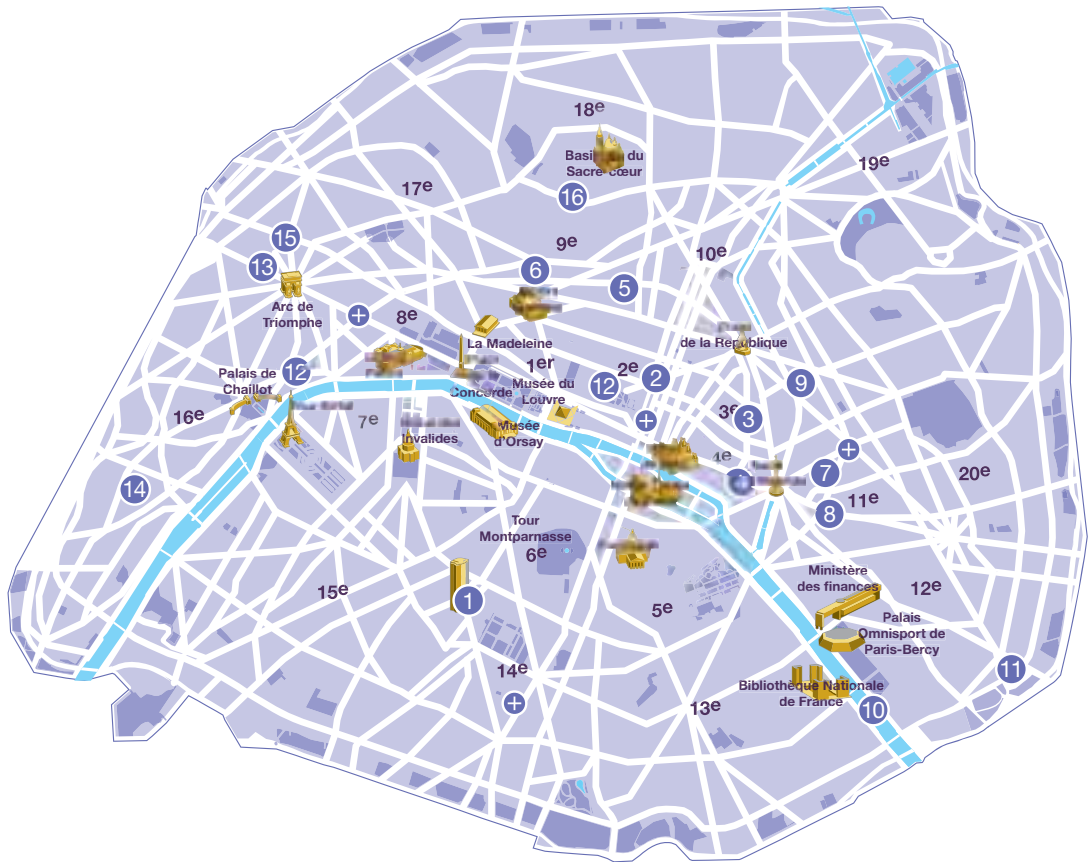 18e
Basi du
Sacré-cœur
19e
17e
16
15
9e
10e
13
6
5
Arc de
Triomphe
+
8e
La Madeleine
de la République
1er
2e
Palais de
Chaillot
12
Musée du
Louvre
12
2
9
Concorde
16e
7e
3e
3
+
Musée
d'Orsay
Invalides
4e
+
7
20e
14
11e
8
Tour
Montparnasse
6e
Ministère
des finances
12e
15e
1
5e
Palais
Omnisport de
Paris-Bercy
14e
11
Bibliothèque Nationale
de France
13e
10
+